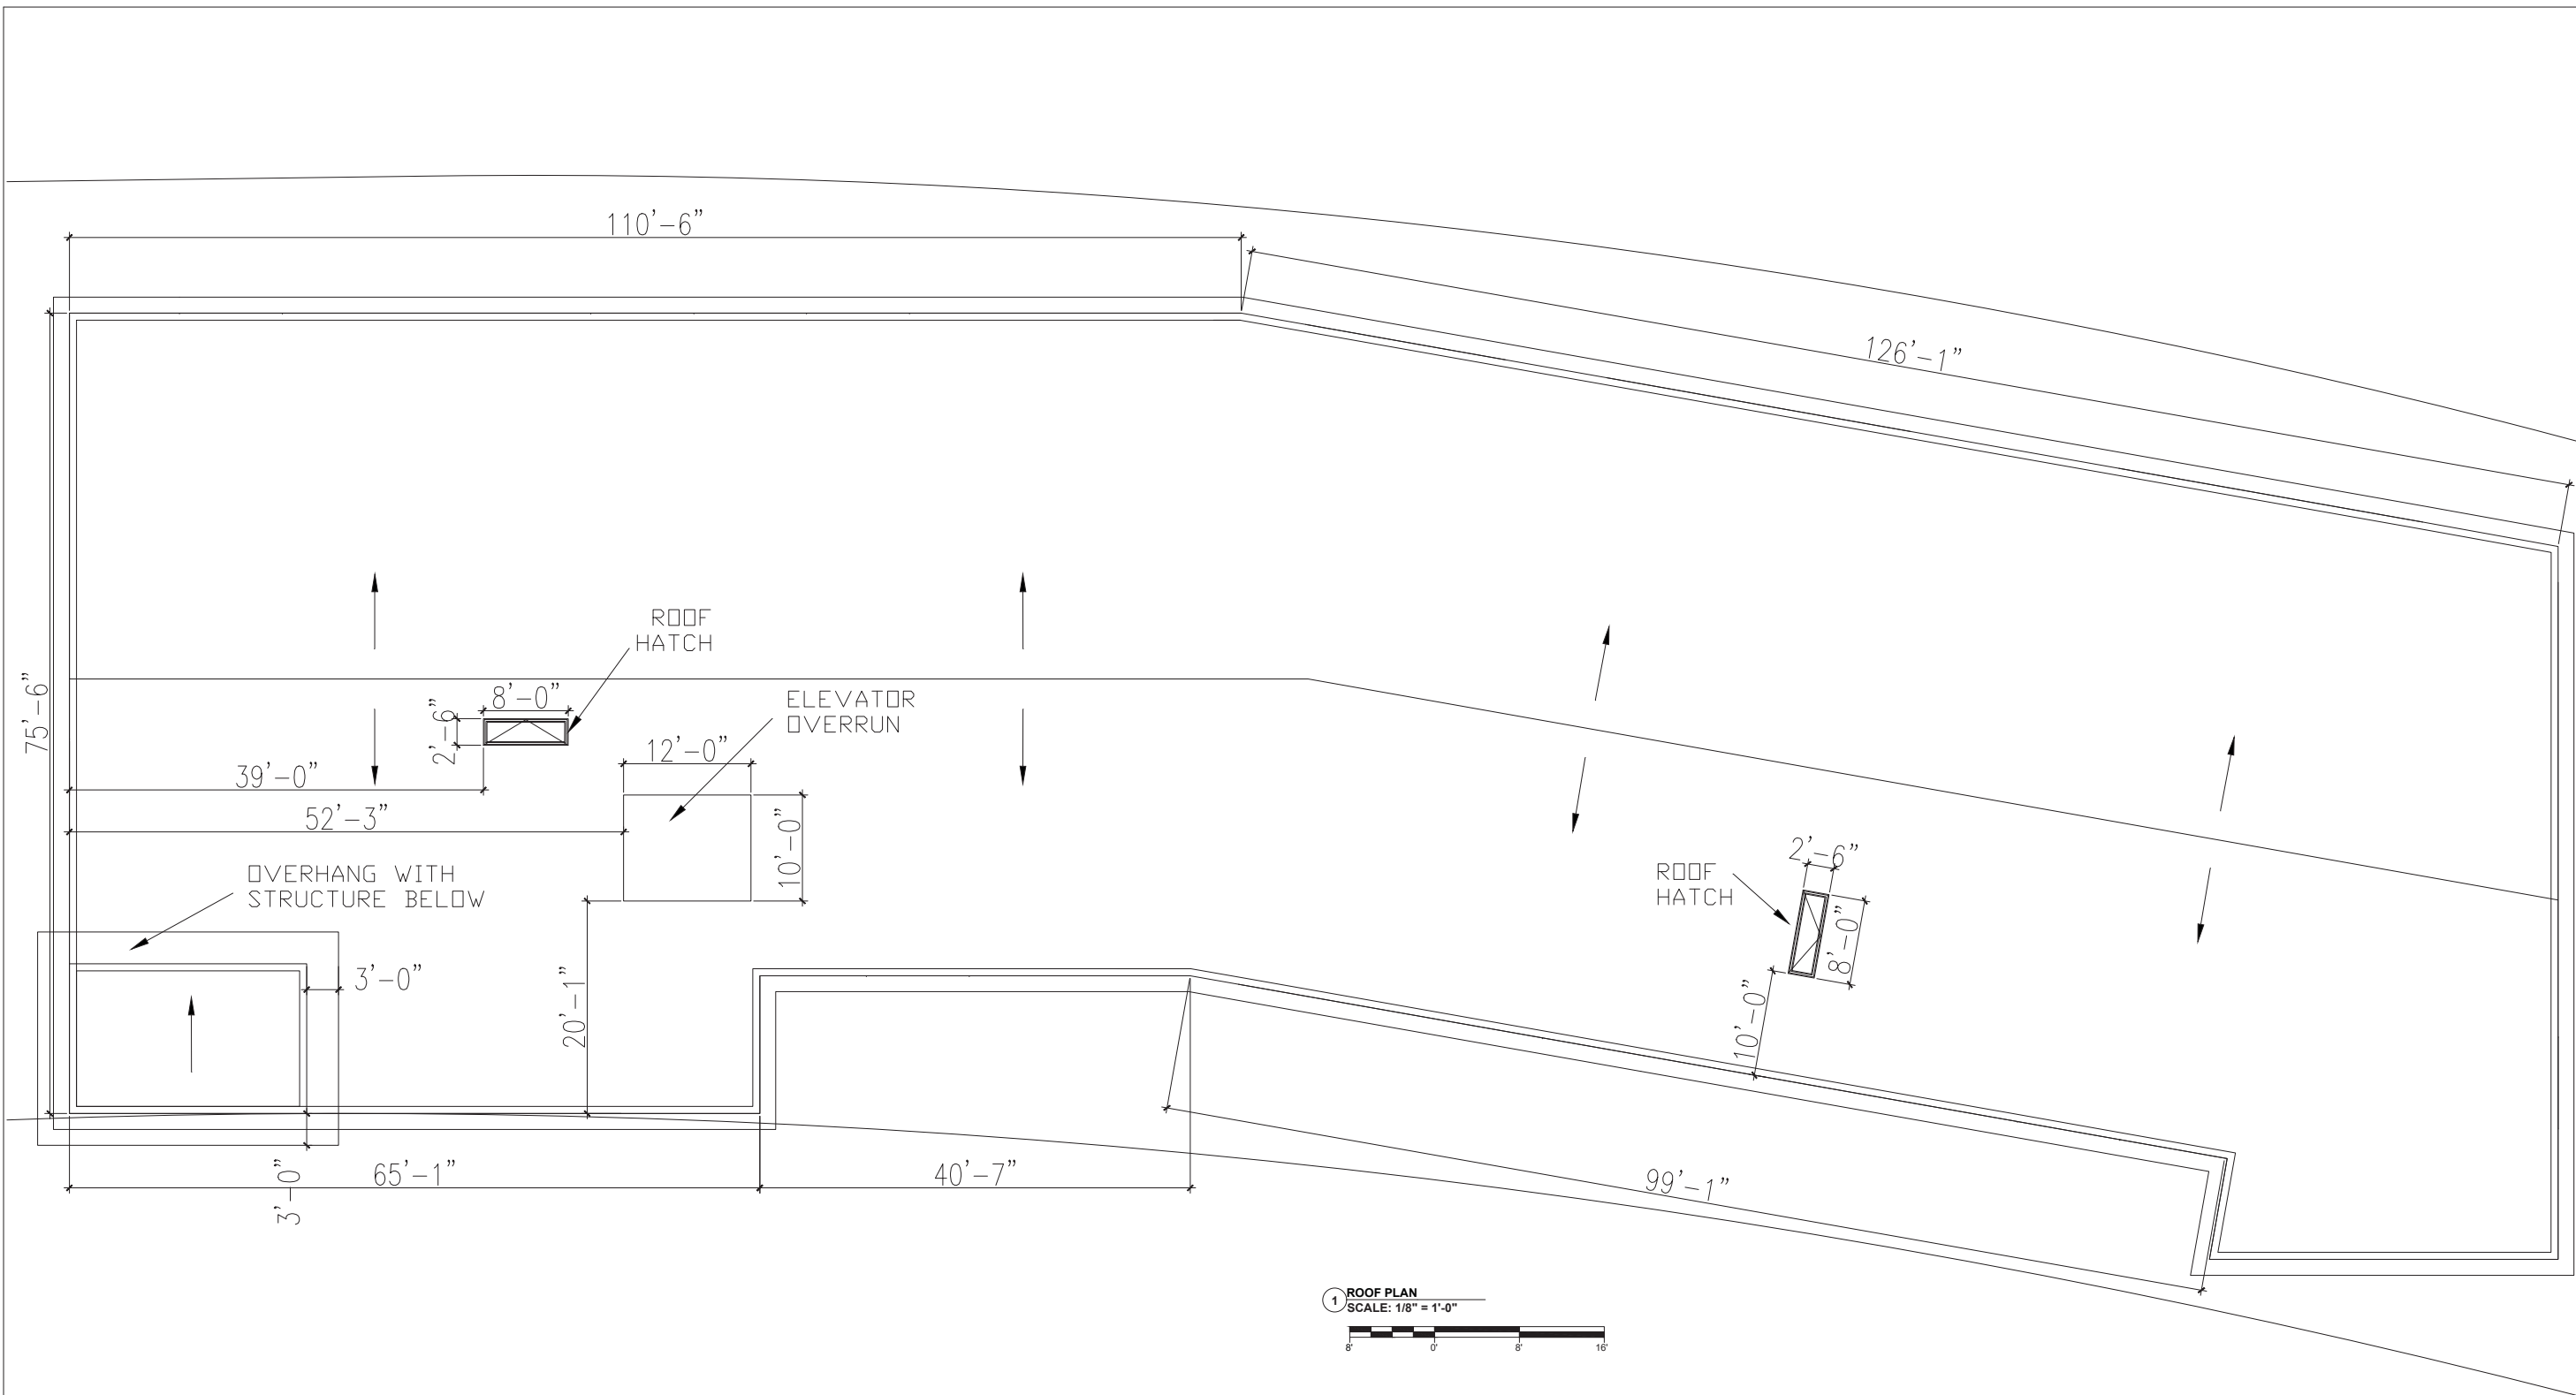 110'-6"
126'-1"
ROOF
HATCH
8'-0"
2'-6"
75'-6"
ELEVATOR
OVERRUN
12'-0"
39'-0"
52'-3"
10'-0"
OVERHANG WITH
STRUCTURE BELOW
2'-6"
ROOF
HATCH
8'-0"
3'-0"
20'-1"
10'-0"
65'-1"
40'-7"
3'-0"
99'-1"
1
ROOF PLAN
SCALE: 1/8" = 1'-0"
8' 0' 8' 16'